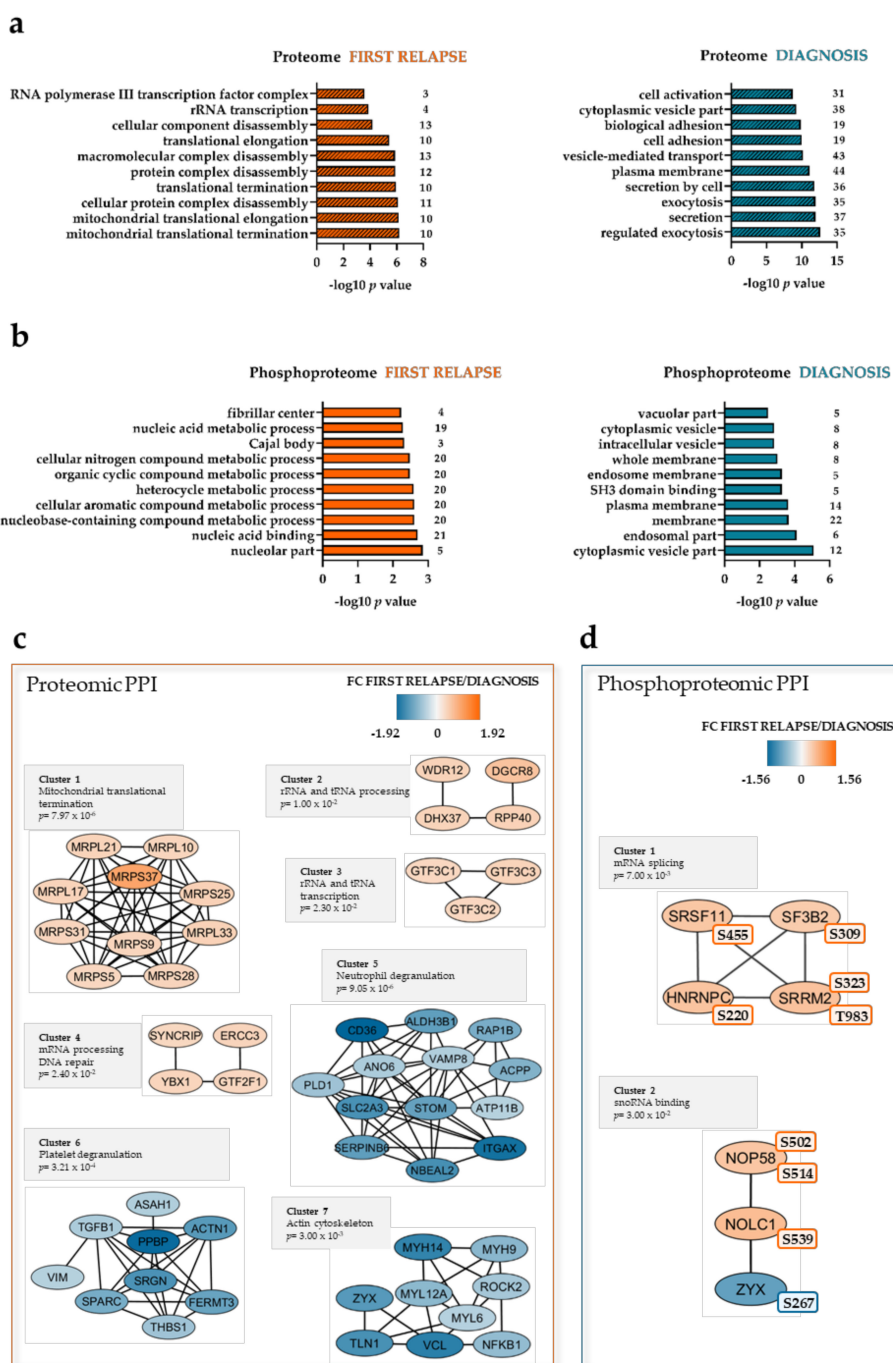 a
Proteome FIRST RELAPSE
RNA polymerase III transcription factor complex 3
rRNA transcription 4
cellular component disassembly 13
translational elongation 10
macromolecular complex disassembly 13
protein complex disassembly 12
translational termination 10
cellular protein complex disassembly 11
mitochondrial translational elongation 10
mitochondrial translational termination 10
0 2 4 6 8
-log10 p value
Proteome DIAGNOSIS
cell activation 31
cytoplasmic vesicle part 38
biological adhesion 19
cell adhesion 19
vesicle-mediated transport 43
plasma membrane 44
secretion by cell 36
exocytosis 35
secretion 37
regulated exocytosis 35
0 5 10 15
-log10 p value
b
Phosphoproteome FIRST RELAPSE
fibrillar center 4
nucleic acid metabolic process 19
Cajal body 3
cellular nitrogen compound metabolic process 20
organic cyclic compound metabolic process 20
heterocycle metabolic process 20
cellular aromatic compound metabolic process 20
nucleobase-containing compound metabolic process 20
nucleic acid binding 21
nucleolar part 5
0 1 2 3
-log10 p value
Phosphoproteome DIAGNOSIS
vacuolar part 5
cytoplasmic vesicle 8
intracellular vesicle 8
whole membrane 8
endosome membrane 5
SH3 domain binding 5
plasma membrane 14
membrane 22
endosomal part 6
cytoplasmic vesicle part 12
0 2 4 6
-log10 p value
c
Proteomic PPI
FC FIRST RELAPSE/DIAGNOSIS
-1.92 0 1.92
Cluster 1
Mitochondrial translational
termination
p= 7.97 x 10-6
MRPL21 MRPL10
MRPS37
MRPL17 MRPS25
MRPS31 MRPL33
MRPS9
MRPS5 MRPS28
Cluster 2
rRNA and tRNA processing
p= 1.00 x 10-2
WDR12 DGCR8
DHX37 RPP40
Cluster 3
rRNA and tRNA
transcription
p= 2.30 x 10-2
GTF3C1 GTF3C3
GTF3C2
Cluster 4
mRNA processing
DNA repair
p= 2.40 x 10-2
SYNCRIP ERCC3
YBX1 GTF2F1
Cluster 5
Neutrophil degranulation
p= 9.05 x 10-6
CD36 ALDH3B1 RAP1B
ANO6 VAMP8
PLD1 ACPP
SLC2A3 STOM ATP11B
SERPINB6 ITGAX
NBEAL2
Cluster 6
Platelet degranulation
p= 3.21 x 10-4
ASAH1
TGFB1 ACTN1
PPBP
VIM SRGN
SPARC FERMT3
THBS1
Cluster 7
Actin cytoskeleton
p= 3.00 x 10-3
MYH14 MYH9
ZYX MYL12A ROCK2
MYL6
TLN1 VCL NFKB1
d
Phosphoproteomic PPI
FC FIRST RELAPSE/DIAGNOSIS
-1.56 0 1.56
Cluster 1
mRNA splicing
p= 7.00 x 10-3
SRSF11 SF3B2
S455 S309
S323
HNRNPC SRRM2
S220 T983
Cluster 2
snoRNA binding
p= 3.00 x 10-2
S502
NOP58
S514
NOLC1
S539
ZYX
S267